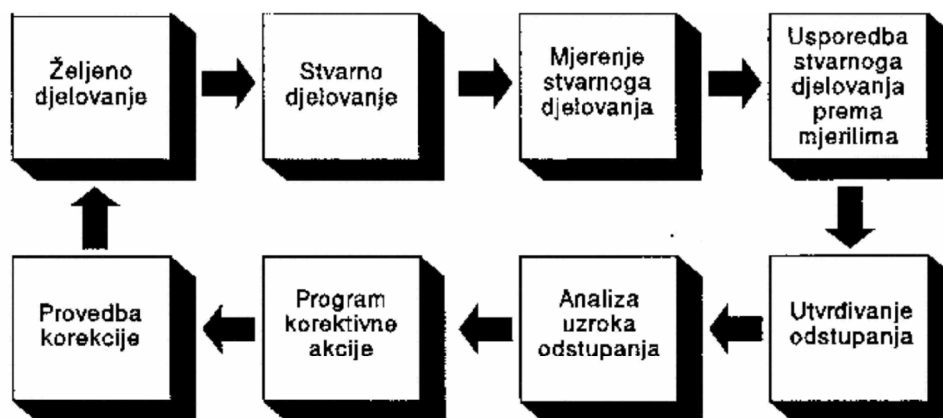 Željeno
djelovanje
Stvarno
djelovanje
Mjerenje
stvarnoga
djelovanja
Usporedba
stvarnoga
djelovanja
prema
mjerilima
Provedba
korekcije
Program
korektivne
akcije
Analiza
uzroka
odstupanja
Utvrđivanje
odstupanja